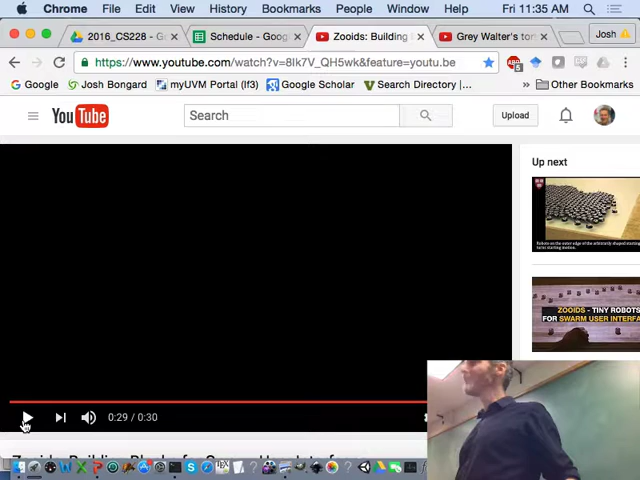 Chrome File Edit View History Bookmarks People Window Help Fri 11:35 AM
2016_CS228 - G
Schedule - Goog
Zooids: Building
Grey Walter's tort
Josh
https://www.youtube.com/watch?v=8Ik7V_QH5wk&feature=youtu.be
Google Josh Bongard myUVM Portal (lf3) Google Scholar Search Directory |... Other Bookmarks
YouTube
Search
Upload
Up next
ZOOIDS - TINY ROBOTS
FOR SWARM USER INTERFA
0:29 / 0:30